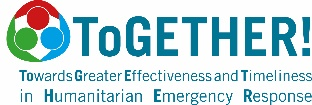 ToGETHER!
Towards Greater Effectiveness and Timeliness
in Humanitarian Emergency Response